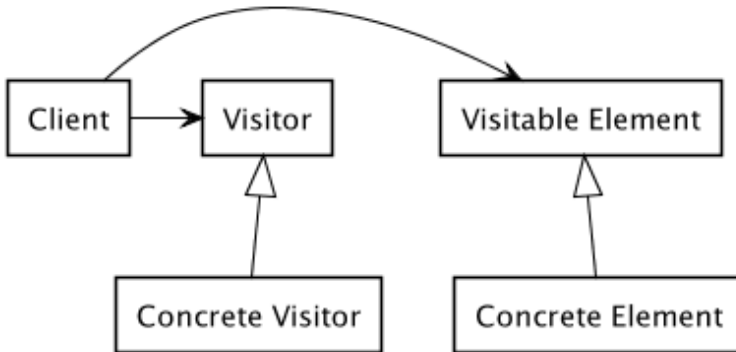 Client
Visitor
Visitable Element
Concrete Visitor
Concrete Element